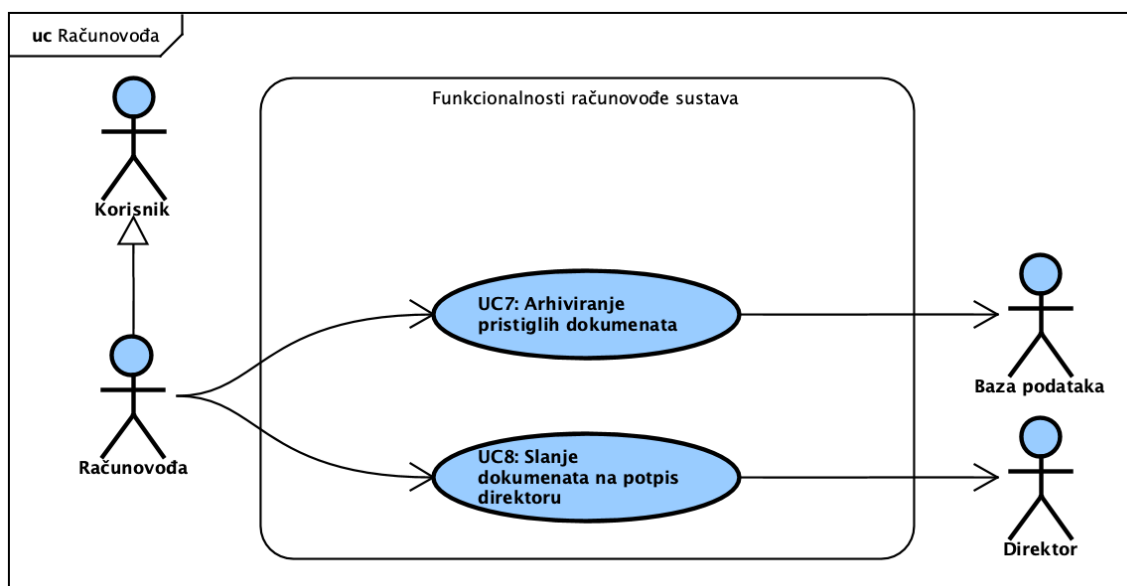 uc Računovođa
Funkcionalnosti računovođe sustava
Korisnik
UC7: Arhiviranje
pristiglih dokumenata
Baza podataka
Računovođa
UC8: Slanje
dokumenata na potpis
direktoru
Direktor